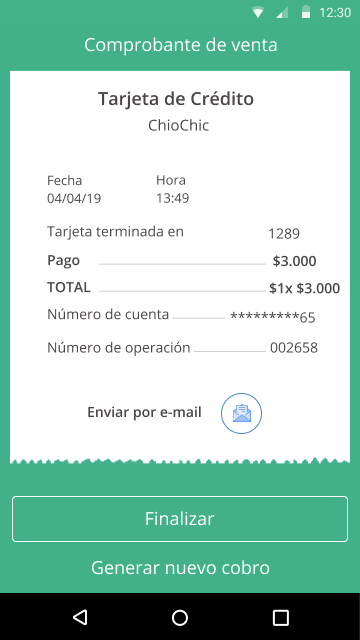 12:30
Comprobante de venta
Tarjeta de Crédito
ChioChic
Fecha Hora
04/04/19 13:49
Tarjeta terminada en 1289
Pago $3.000
TOTAL $1x $3.000
Número de cuenta *********65
Número de operación 002658
Enviar por e-mail
Finalizar
Generar nuevo cobro